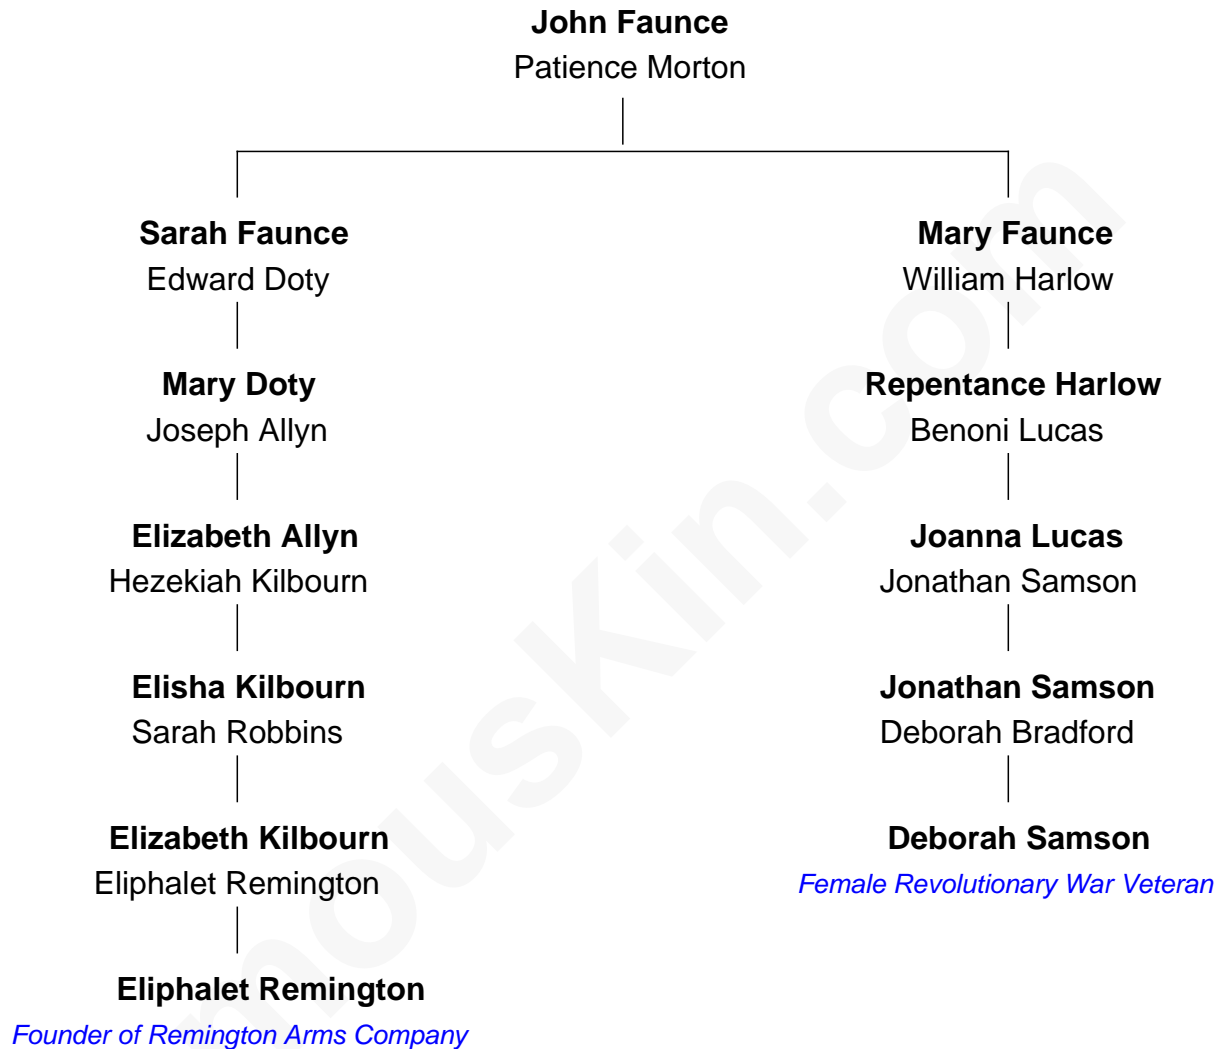 John Faunce
Patience Morton
Sarah Faunce
Edward Doty
Mary Faunce
William Harlow
Mary Doty
Joseph Allyn
Repentance Harlow
Benoni Lucas
Elizabeth Allyn
Hezekiah Kilbourn
Joanna Lucas
Jonathan Samson
Elisha Kilbourn
Sarah Robbins
Jonathan Samson
Deborah Bradford
Elizabeth Kilbourn
Eliphalet Remington
Deborah Samson
Female Revolutionary War Veteran
Eliphalet Remington
Founder of Remington Arms Company
mouskin.com